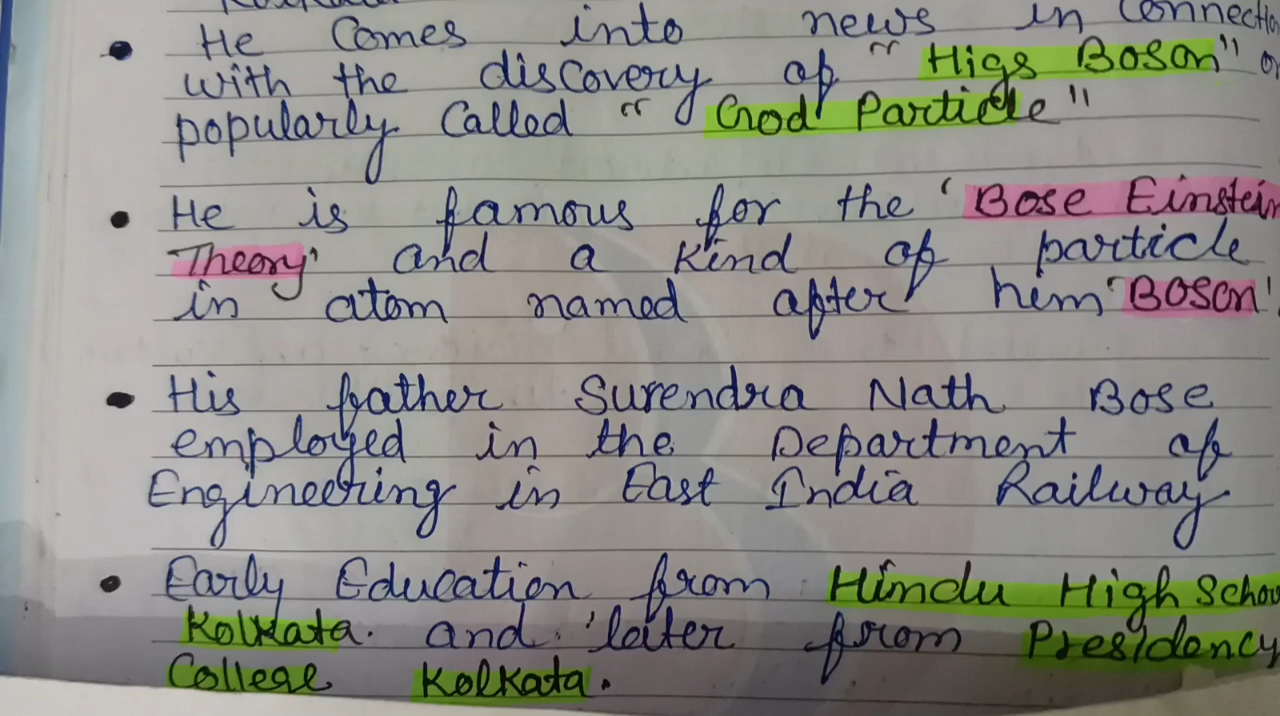 He Comes into news in Connectio
with the discovery of "Higs Boson" or
popularly Called "God Particle"
He is famous for the 'Bose Einstein
Theory' and a Kind of particle
in atom named after him 'BOSON'.
His father Surendra Nath Bose
employed in the Department of
Engineering in East India Railway
Early Education from Hindu High Schoo
Kolkata. and later from Presidency
College Kolkata.